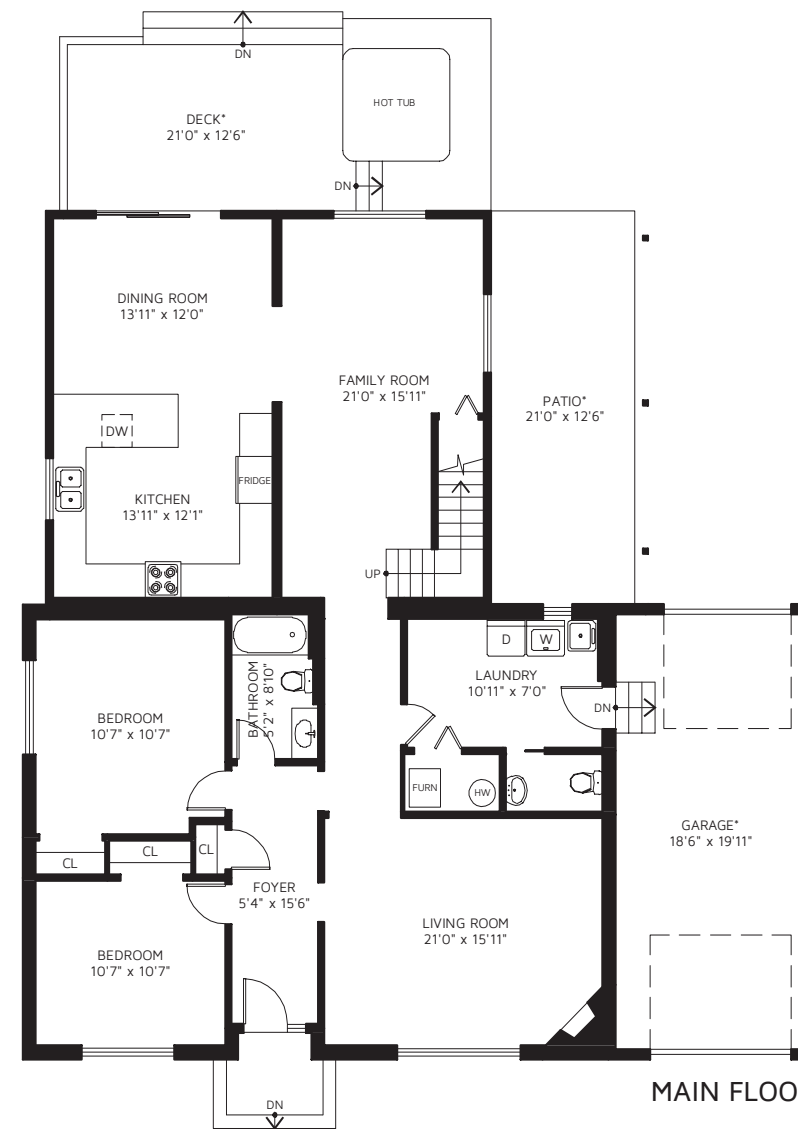 DN
HOT TUB
DECK*
21'0" x 12'6"
DN
DINING ROOM
13'11" x 12'0"
FAMILY ROOM
21'0" x 15'11"
PATIO*
21'0" x 12'6"
DW
FRIDGE
KITCHEN
13'11" x 12'1"
UP
D
W
LAUNDRY
10'11" x 7'0"
BATHROOM
5'2" x 8'10"
BEDROOM
10'7" x 10'7"
DN
FURN
HW
GARAGE*
18'6" x 19'11"
CL
CL
CL
FOYER
5'4" x 15'6"
LIVING ROOM
21'0" x 15'11"
BEDROOM
10'7" x 10'7"
DN
MAIN FLOO